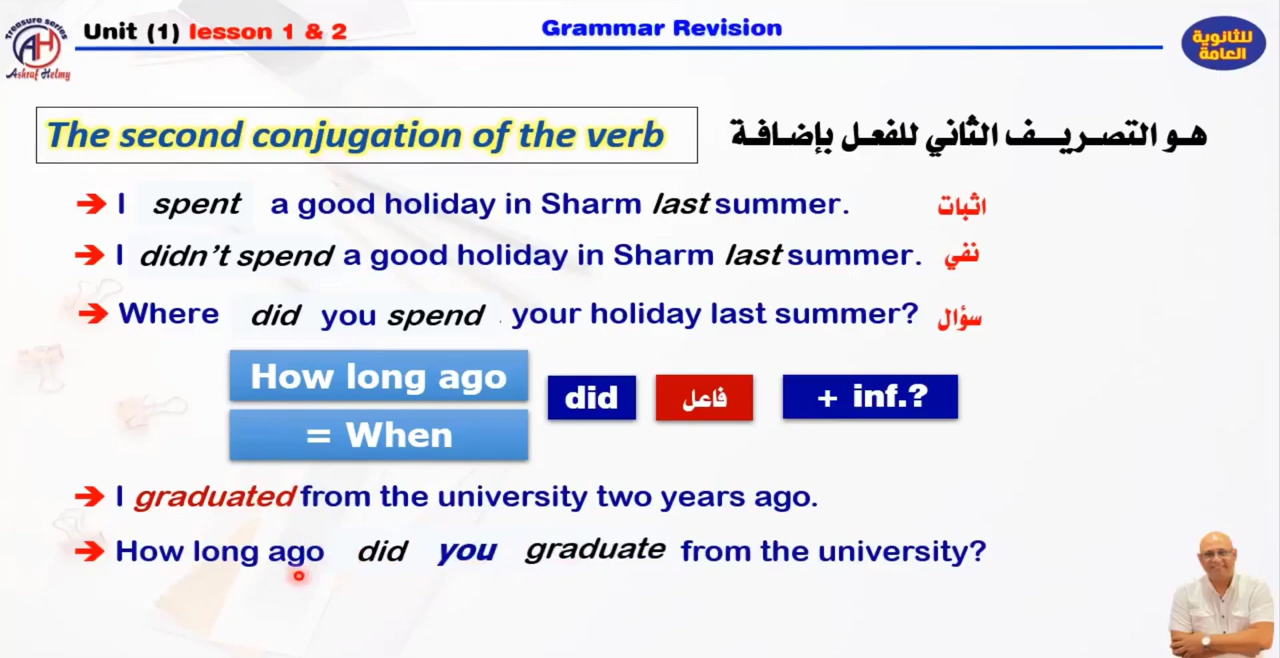 Treasure series
AH
Ashraf Helmy
Unit (1) lesson 1 & 2
Grammar Revision
للثانوية
العامة
The second conjugation of the verb
هو التصريف الثاني للفعل بإضافة
I spent a good holiday in Sharm last summer. اثبات
I didn't spend a good holiday in Sharm last summer. نفي
Where did you spend your holiday last summer? سؤال
How long ago
= When
did فاعل + inf.?
I graduated from the university two years ago.
How long ago did you graduate from the university?